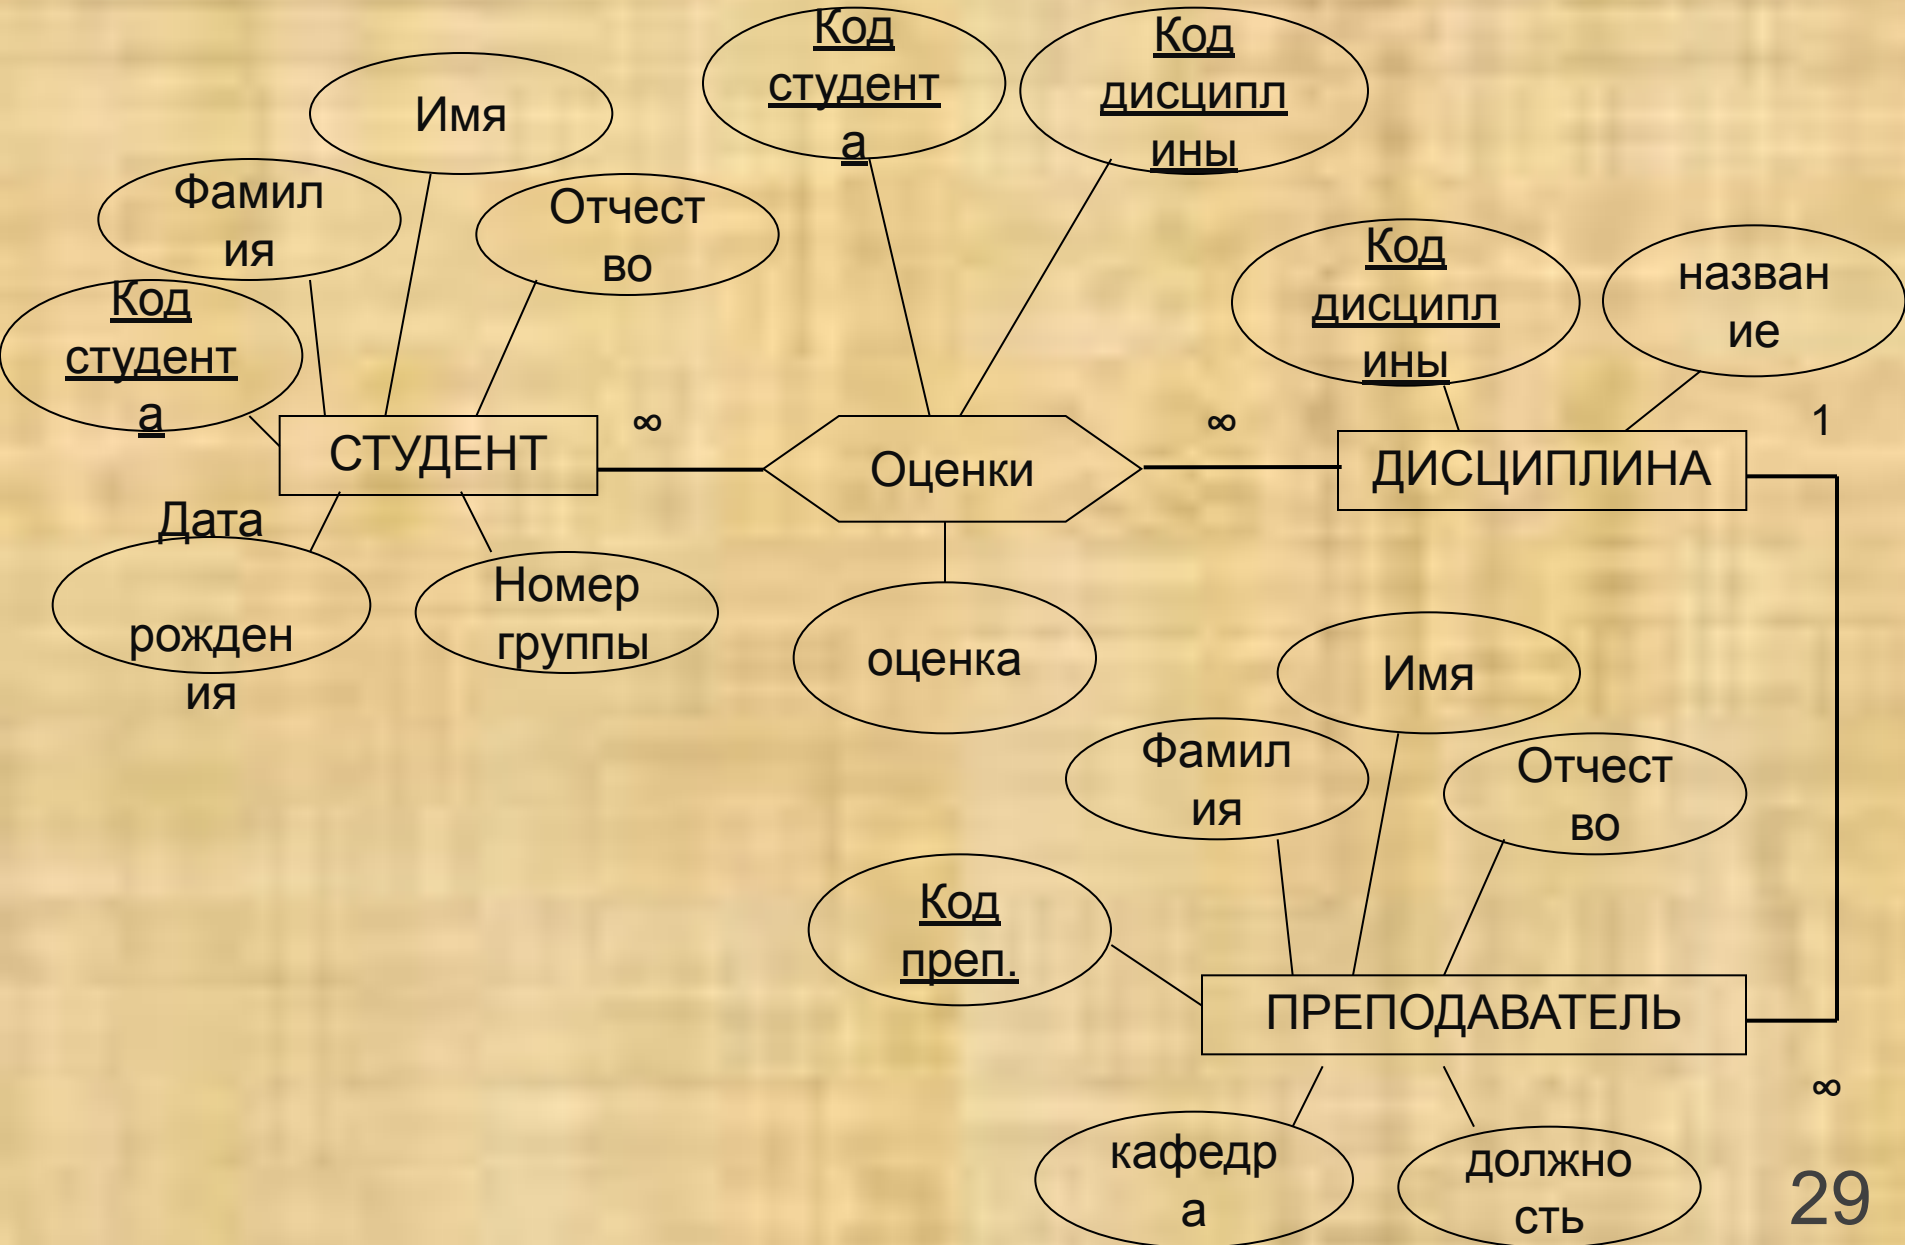 Код
студент
а
Код
дисципл
ины
Имя
Фамил
ия
Отчест
во
Код
студент
а
Код
дисципл
ины
назван
ие
СТУДЕНТ
∞
Оценки
∞
ДИСЦИПЛИНА
1
Дата
рожден
ия
Номер
группы
оценка
Имя
Фамил
ия
Отчест
во
Код
преп.
ПРЕПОДАВАТЕЛЬ
∞
кафедр
а
должно
сть
29